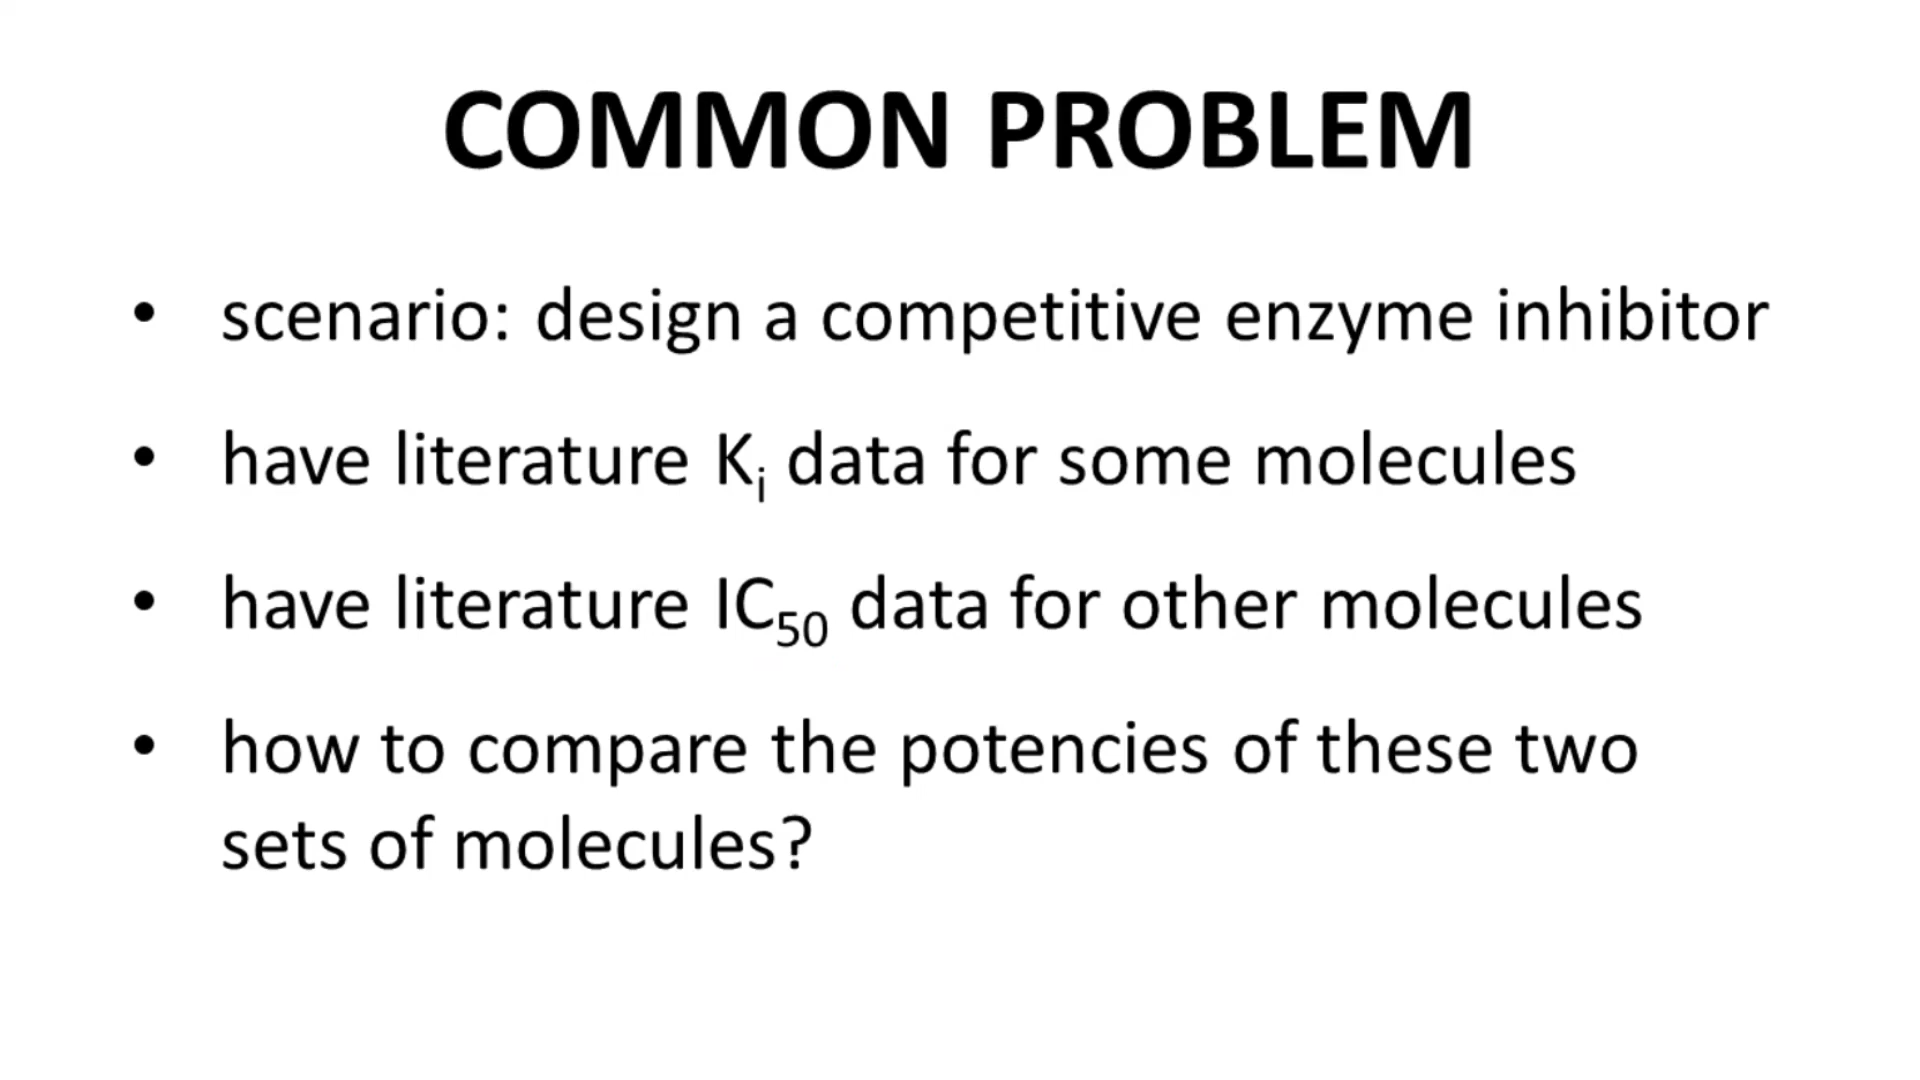 COMMON PROBLEM
• scenario: design a competitive enzyme inhibitor
• have literature Ki data for some molecules
• have literature IC50 data for other molecules
• how to compare the potencies of these two
sets of molecules?